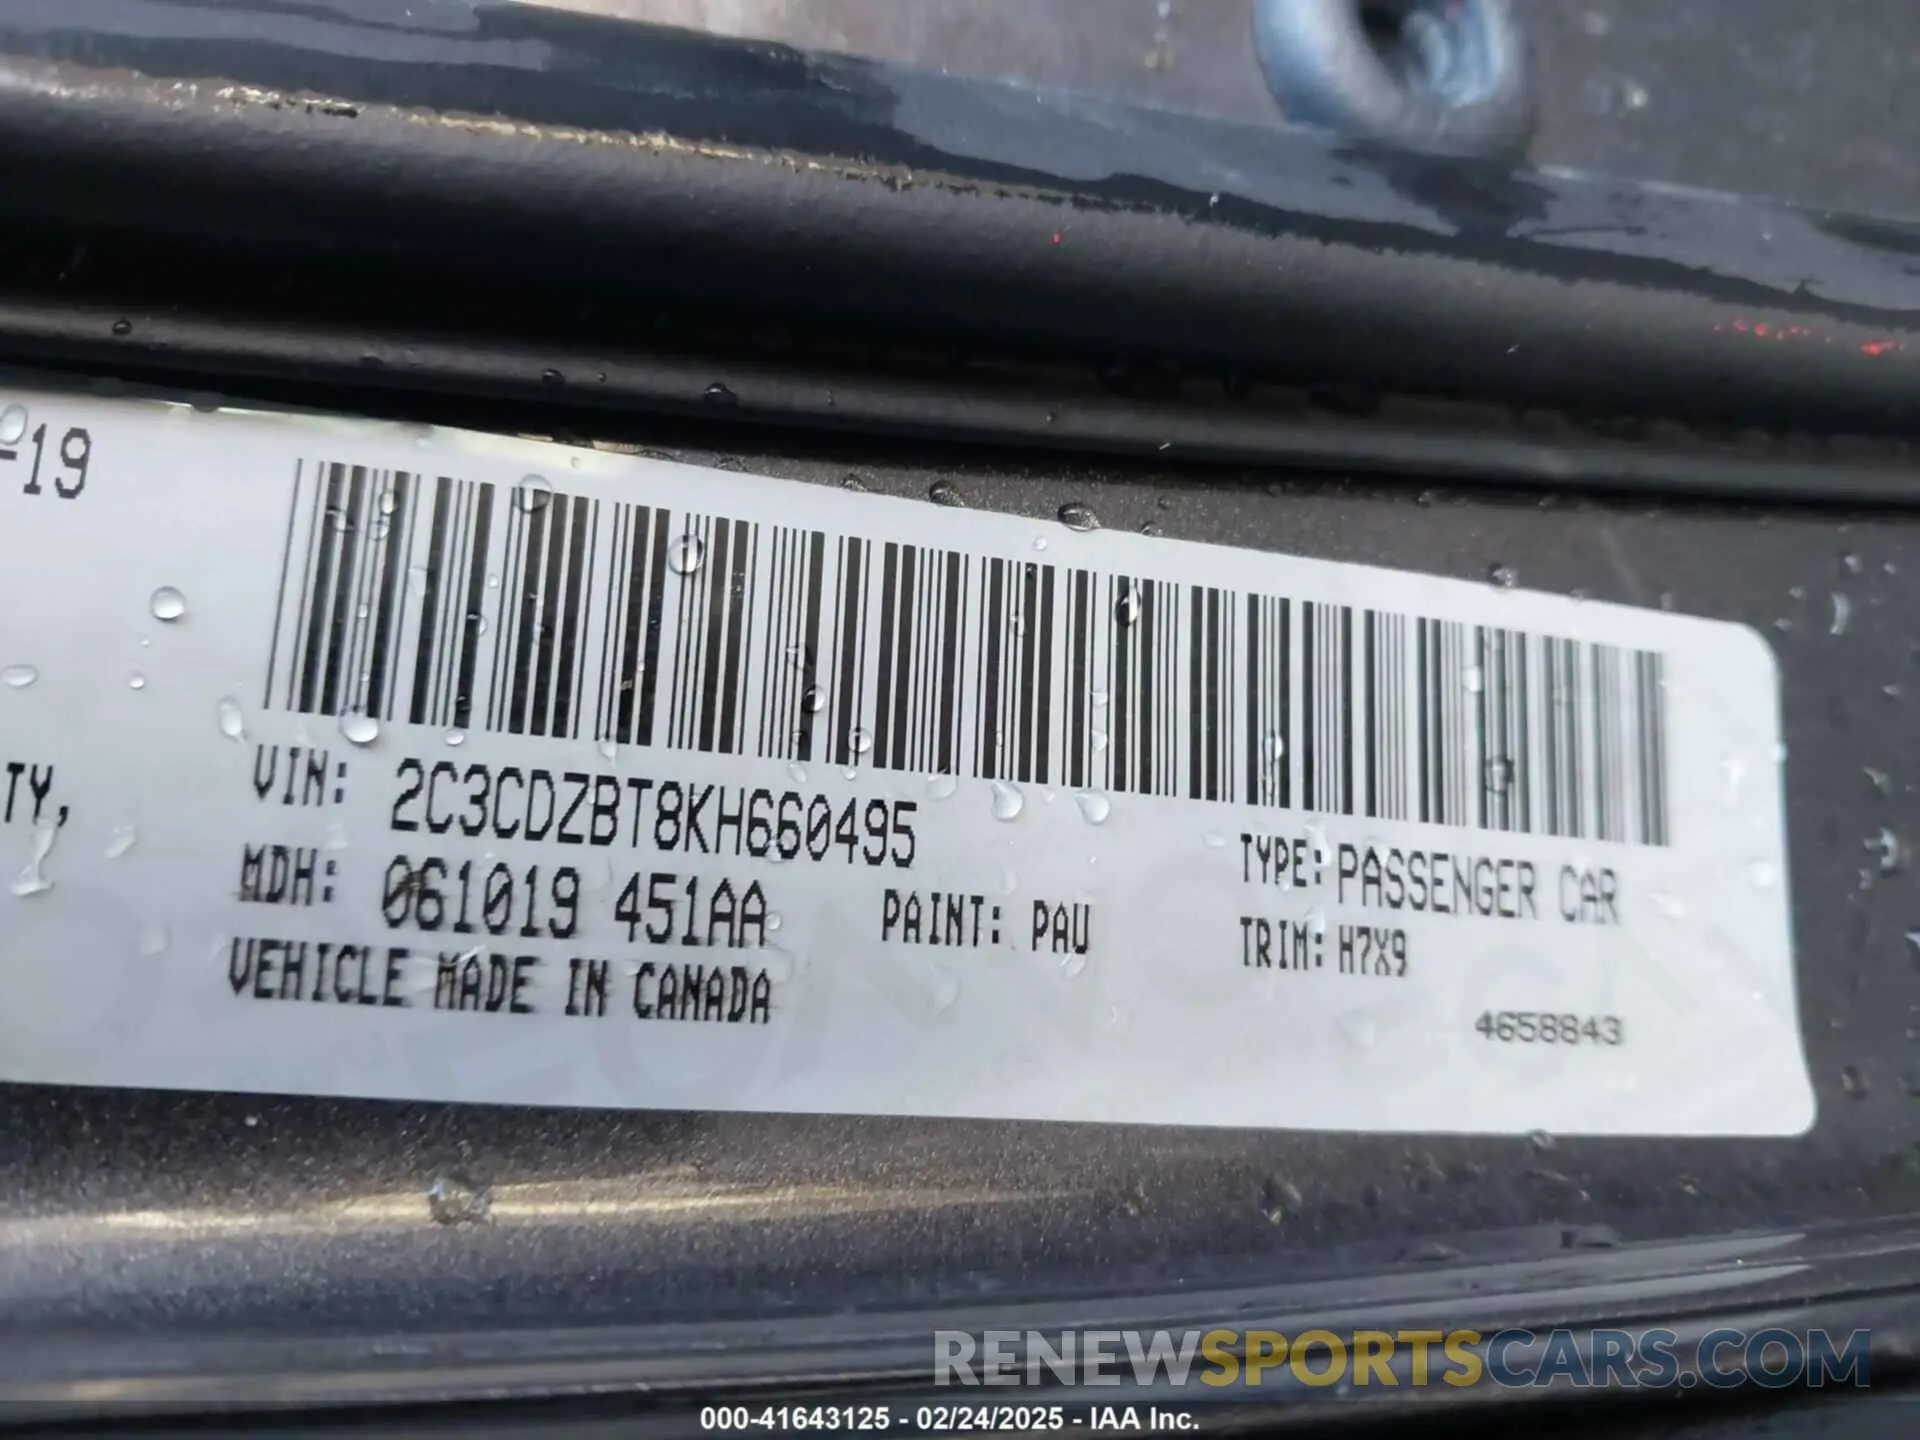 -19
TY,
VIN: 2C3CDZBT8KH660495
MDH: 061019 451AA PAINT: PAU
VEHICLE MADE IN CANADA
TYPE: PASSENGER CAR
TRIM: H7X9
4658843
RENEWSPORTSCARS.COM
000-41643125 - 02/24/2025 - IAA Inc.